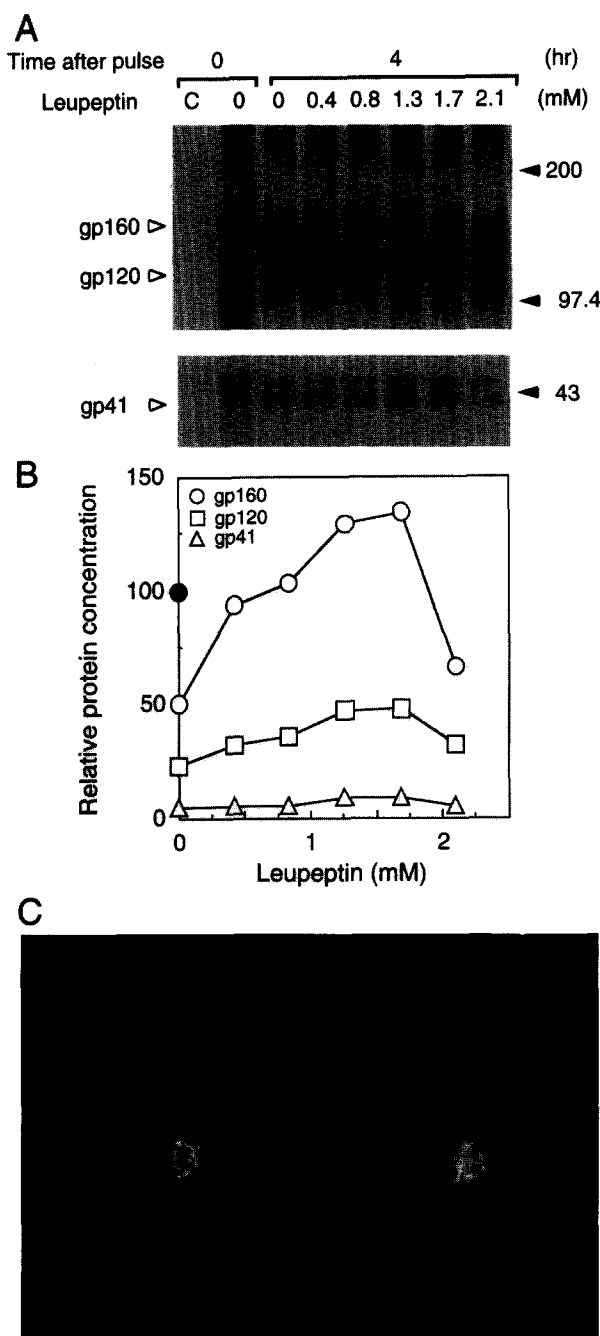 A
Time after pulse 0 4 (hr)
Leupeptin C 0 0 0.4 0.8 1.3 1.7 2.1 (mM)
200
gp160
gp120
97.4
43
gp41
B
150
gp160
gp120
gp41
100
50
0
Relative protein concentration
0 1 2
Leupeptin (mM)
C